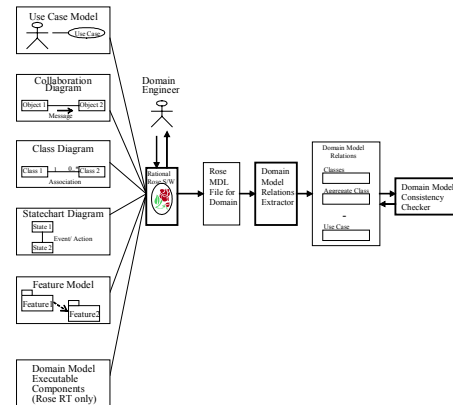 Use Case Model
Use Case
Collaboration
Diagram
Object 1
Object 2
Message
Class Diagram
Class 1
1
0..
Class 2
Association
Statechart Diagram
State 1
Event/ Action
State 2
Feature Model
Feature1
Feature2
Domain Model
Executable
Components
(Rose RT only)
Domain
Engineer
Rational
Rose S/W
Rose
MDL
File for
Domain
Domain
Model
Relations
Extractor
Domain Model
Relations
Classes
Aggregate Class
-
Use Case
Domain Model
Consistency
Checker